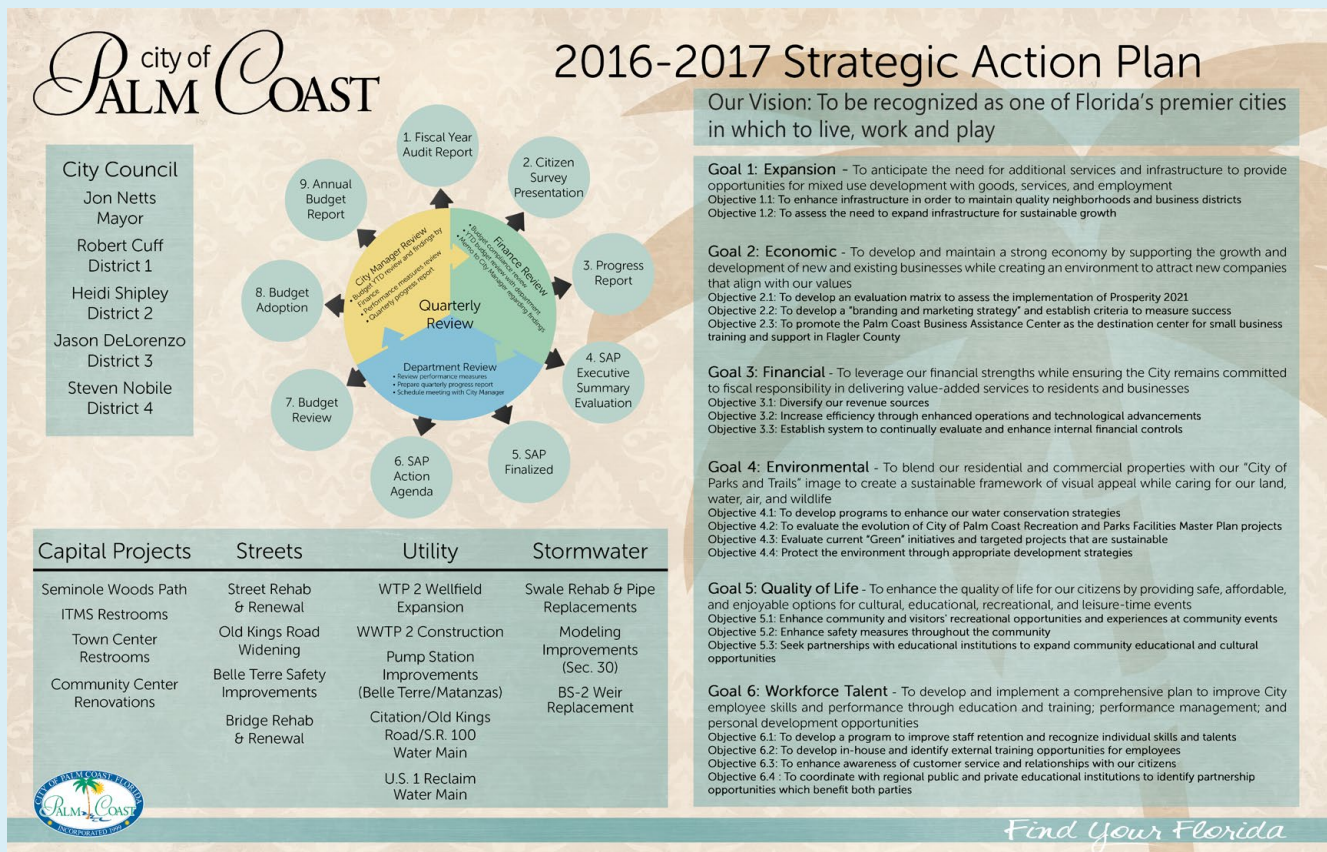 city of
PALM COAST
2016-2017 Strategic Action Plan
Our Vision: To be recognized as one of Florida's premier cities
in which to live, work and play
City Council
Jon Netts
Mayor
Robert Cuff
District 1
Heidi Shipley
District 2
Jason DeLorenzo
District 3
Steven Nobile
District 4
1. Fiscal Year
Audit Report
2. Citizen
Survey
Presentation
3. Progress
Report
4. SAP
Executive
Summary
Evaluation
5. SAP
Finalized
6. SAP
Action
Agenda
7. Budget
Review
8. Budget
Adoption
9. Annual
Budget
Report
City Manager Review
• Budget YTD review and findings by
Finance
• Performance measures review
• Quarterly progress report
Finance Review
• Budget compliance review
• YTD budget review with department
• Memo to City Manager regarding findings
Quarterly
Review
Department Review
• Review performance measures
• Prepare quarterly progress report
• Schedule meeting with City Manager
Goal 1: Expansion - To anticipate the need for additional services and infrastructure to provide
opportunities for mixed use development with goods, services, and employment
Objective 1.1: To enhance infrastructure in order to maintain quality neighborhoods and business districts
Objective 1.2: To assess the need to expand infrastructure for sustainable growth
Goal 2: Economic - To develop and maintain a strong economy by supporting the growth and
development of new and existing businesses while creating an environment to attract new companies
that align with our values
Objective 2.1: To develop an evaluation matrix to assess the implementation of Prosperity 2021
Objective 2.2: To develop a "branding and marketing strategy" and establish criteria to measure success
Objective 2.3: To promote the Palm Coast Business Assistance Center as the destination center for small business
training and support in Flagler County
Goal 3: Financial - To leverage our financial strengths while ensuring the City remains committed
to fiscal responsibility in delivering value-added services to residents and businesses
Objective 3.1: Diversify our revenue sources
Objective 3.2: Increase efficiency through enhanced operations and technological advancements
Objective 3.3: Establish system to continually evaluate and enhance internal financial controls
Goal 4: Environmental - To blend our residential and commercial properties with our "City of
Parks and Trails" image to create a sustainable framework of visual appeal while caring for our land,
water, air, and wildlife
Objective 4.1: To develop programs to enhance our water conservation strategies
Objective 4.2: To evaluate the evolution of City of Palm Coast Recreation and Parks Facilities Master Plan projects
Objective 4.3: Evaluate current "Green" initiatives and targeted projects that are sustainable
Objective 4.4: Protect the environment through appropriate development strategies
Goal 5: Quality of Life - To enhance the quality of life for our citizens by providing safe, affordable,
and enjoyable options for cultural, educational, recreational, and leisure-time events
Objective 5.1: Enhance community and visitors' recreational opportunities and experiences at community events
Objective 5.2: Enhance safety measures throughout the community
Objective 5.3: Seek partnerships with educational institutions to expand community educational and cultural
opportunities
Goal 6: Workforce Talent - To develop and implement a comprehensive plan to improve City
employee skills and performance through education and training; performance management; and
personal development opportunities
Objective 6.1: To develop a program to improve staff retention and recognize individual skills and talents
Objective 6.2: To develop in-house and identify external training opportunities for employees
Objective 6.3: To enhance awareness of customer service and relationships with our citizens
Objective 6.4 : To coordinate with regional public and private educational institutions to identify partnership
opportunities which benefit both parties
Capital Projects
Seminole Woods Path
ITMS Restrooms
Town Center
Restrooms
Community Center
Renovations
Streets
Street Rehab
& Renewal
Old Kings Road
Widening
Belle Terre Safety
Improvements
Bridge Rehab
& Renewal
Utility
WTP 2 Wellfield
Expansion
WWTP 2 Construction
Pump Station
Improvements
(Belle Terre/Matanzas)
Citation/Old Kings
Road/S.R. 100
Water Main
U.S. 1 Reclaim
Water Main
Stormwater
Swale Rehab & Pipe
Replacements
Modeling
Improvements
(Sec. 30)
BS-2 Weir
Replacement
CITY OF PALM COAST, FLORIDA
PALM COAST
INCORPORATED 1999
Find Your Florida